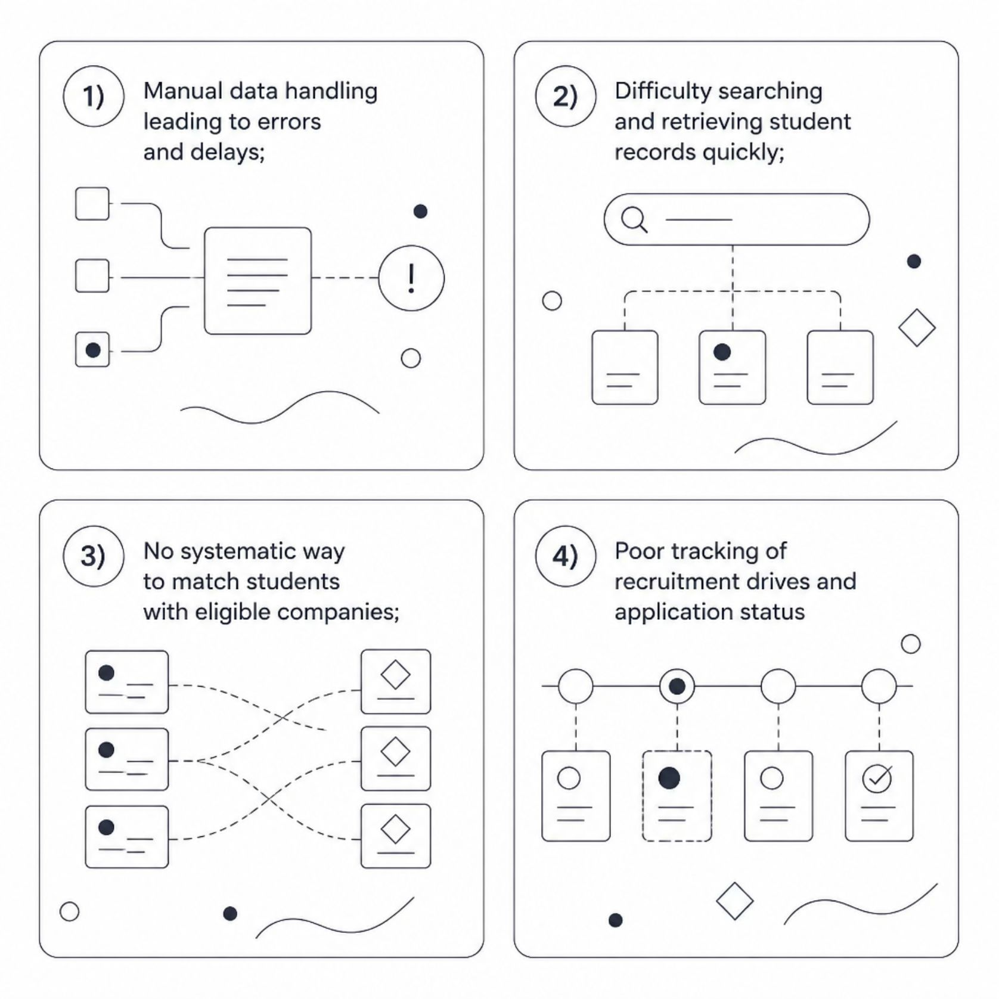 1)
Manual data handling
leading to errors
and delays;
!
2)
Difficulty searching
and retrieving student
records quickly;
3)
No systematic way
to match students
with eligible companies;
4)
Poor tracking of
recruitment drives and
application status